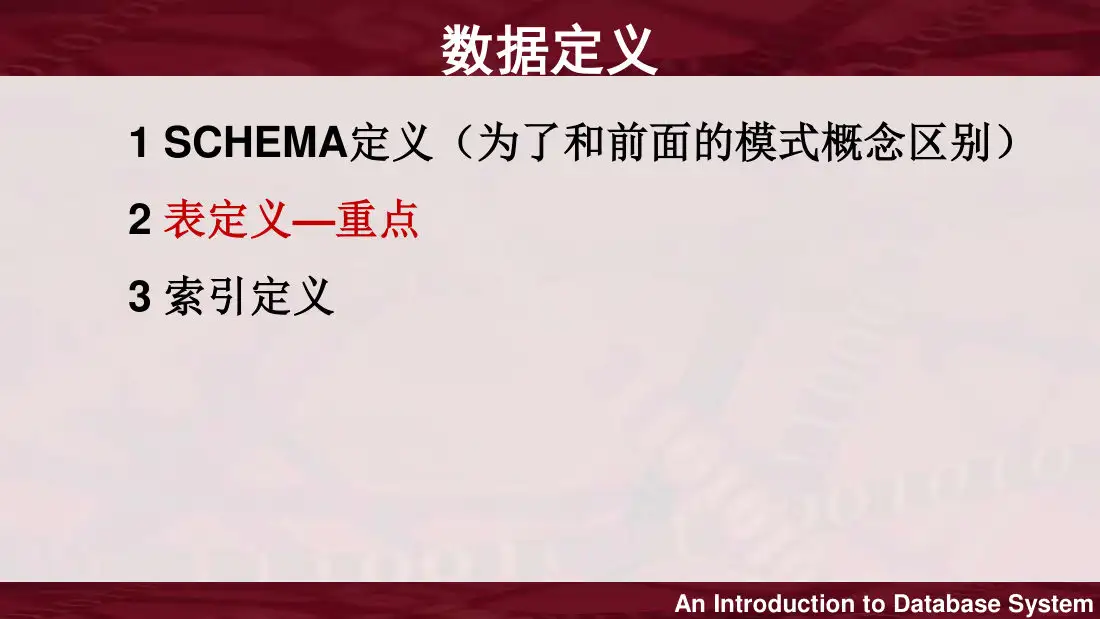 数据定义
1 SCHEMA定义（为了和前面的模式概念区别）
2 表定义—重点
3 索引定义
An Introduction to Database System